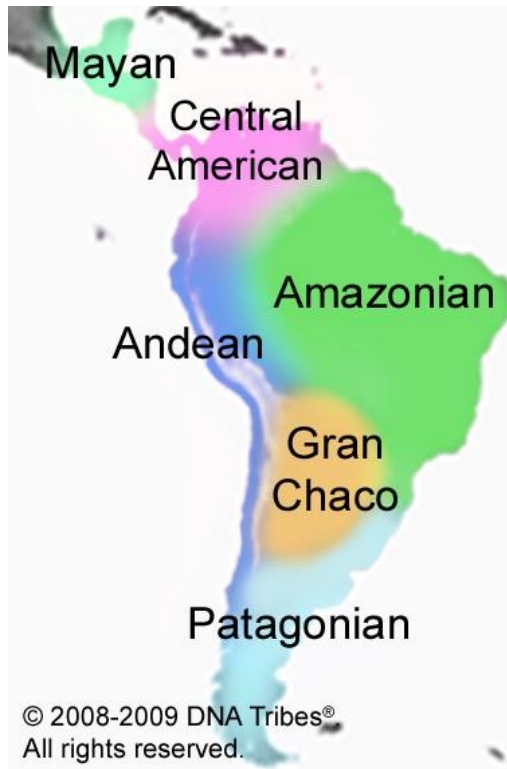 Mayan
Central
American
Amazonian
Andean
Gran
Chaco
Patagonian
© 2008-2009 DNA Tribes®
All rights reserved.